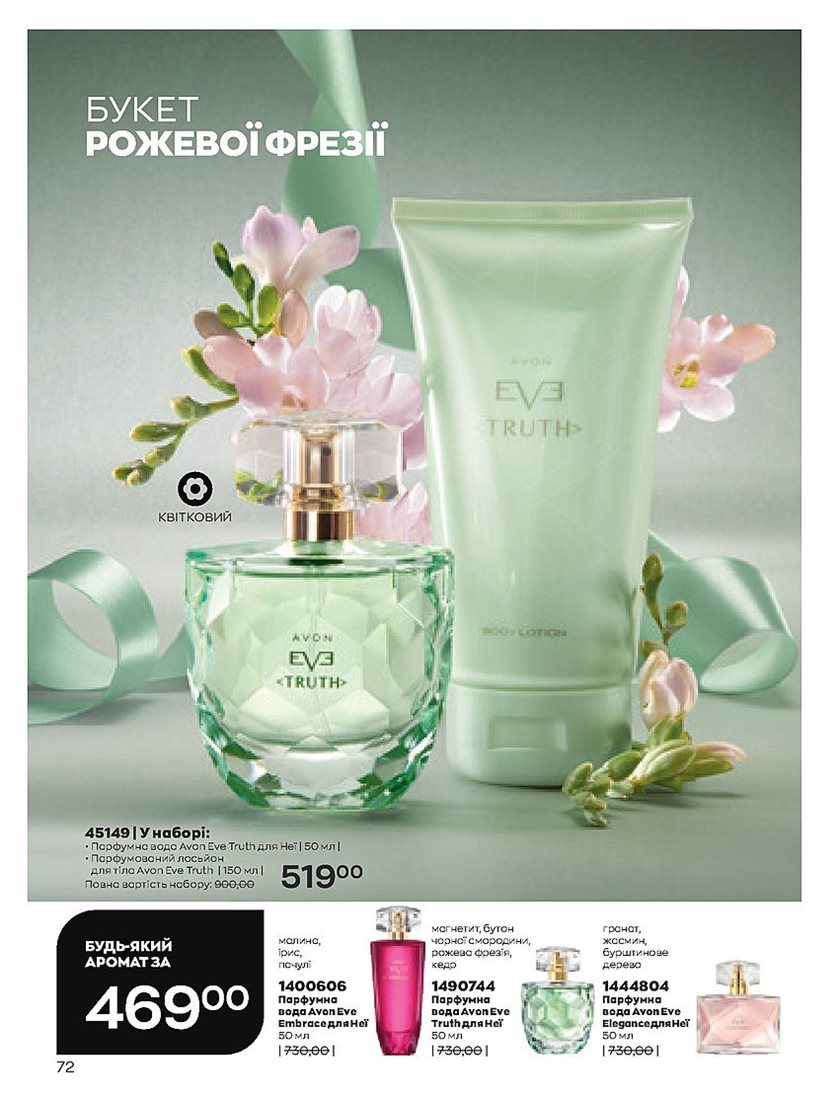 БУКЕТ
РОЖЕВОЇ ФРЕЗІЇ
AVON
EVE
<TRUTH>
BODY LOTION
КВІТКОВИЙ
AVON
EVE
<TRUTH>
45149 | У наборі:
• Парфумна вода Avon Eve Truth для Неї | 50 мл |
• Парфумований лосьйон
для тіла Avon Eve Truth | 150 мл |
Повна вартість набору: 900,00
519⁰⁰
БУДЬ-ЯКИЙ
АРОМАТ ЗА
469⁰⁰
малина,
ірис,
пачулі
1400606
Парфумна
вода Avon Eve
Embrace для Неї
50 мл
| 730,00 |
магнетит, бутон
чорної смородини,
рожева фрезія,
кедр
1490744
Парфумна
вода Avon Eve
Truth для Неї
50 мл
| 730,00 |
гранат,
жасмин,
бурштинове
дерево
1444804
Парфумна
вода Avon Eve
Elegance для Неї
50 мл
| 730,00 |
72